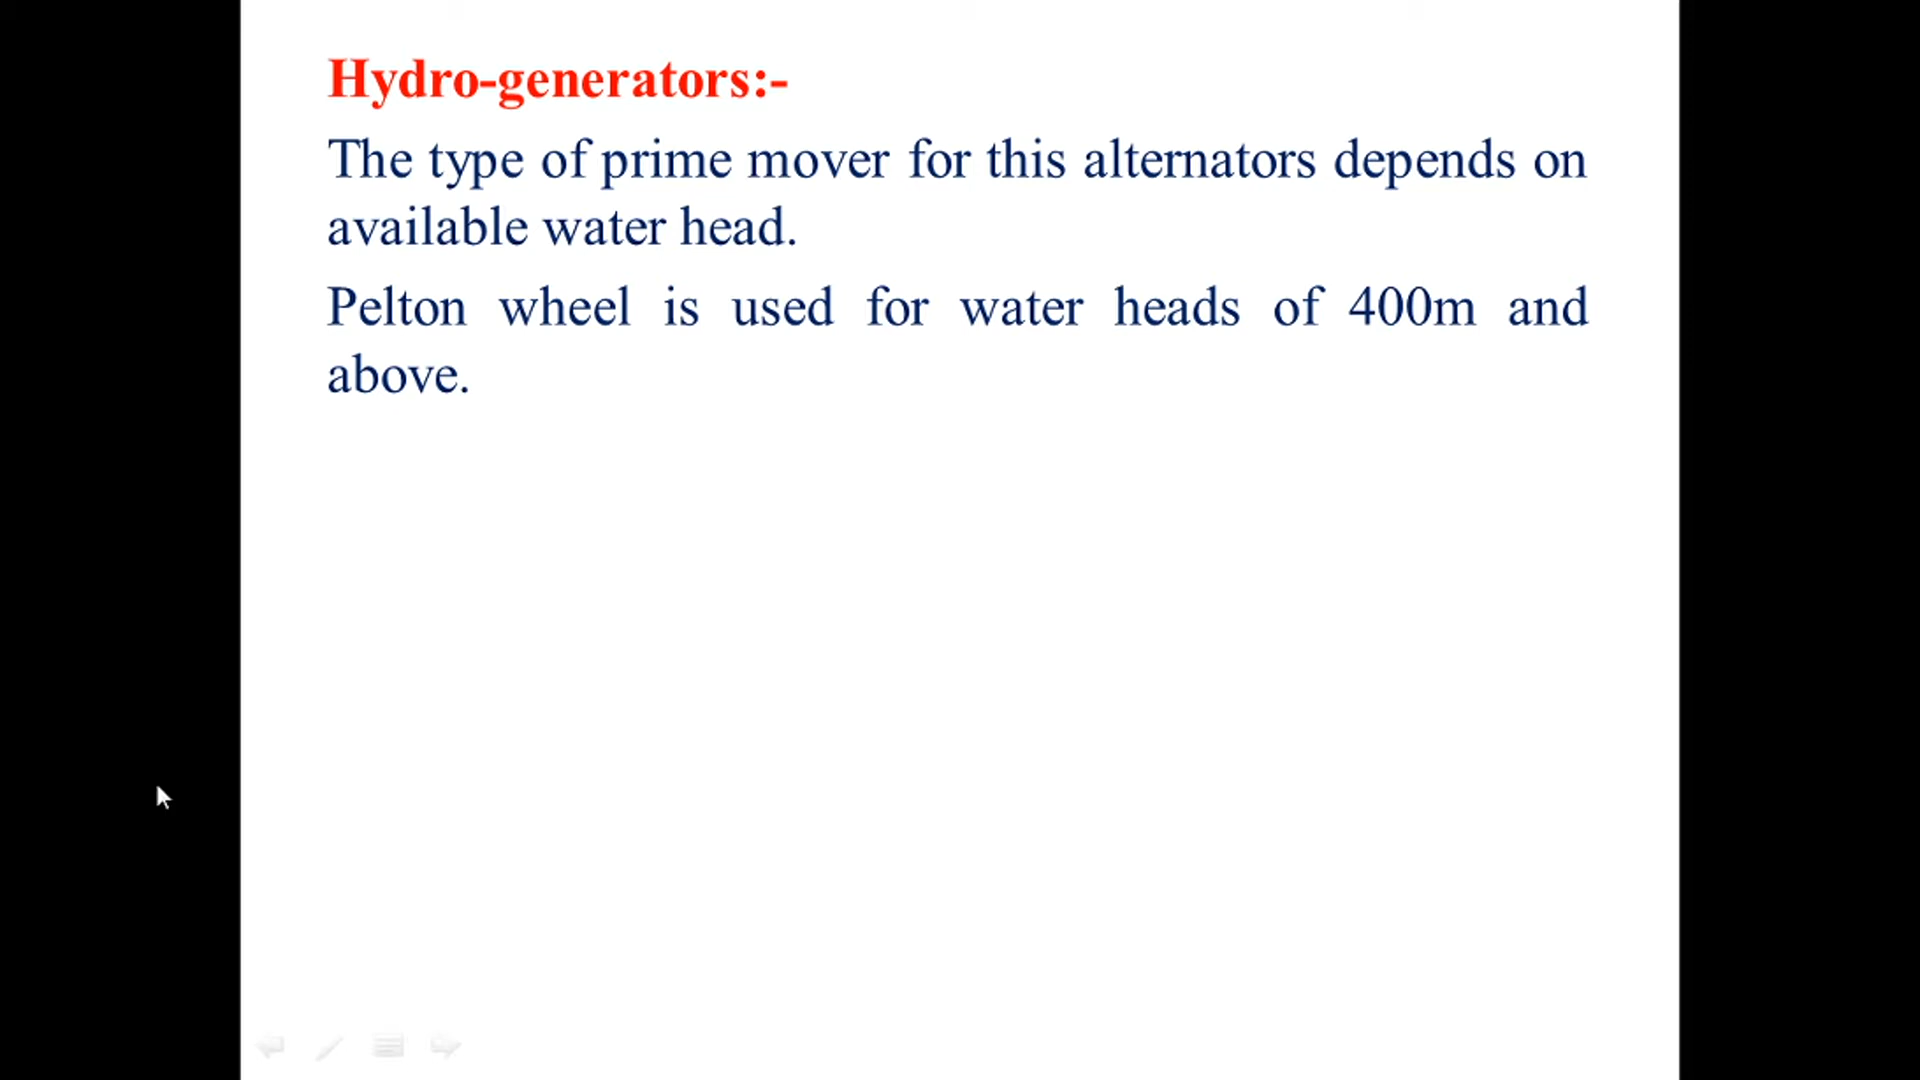 Hydro-generators:-
The type of prime mover for this alternators depends on
available water head.
Pelton wheel is used for water heads of 400m and
above.